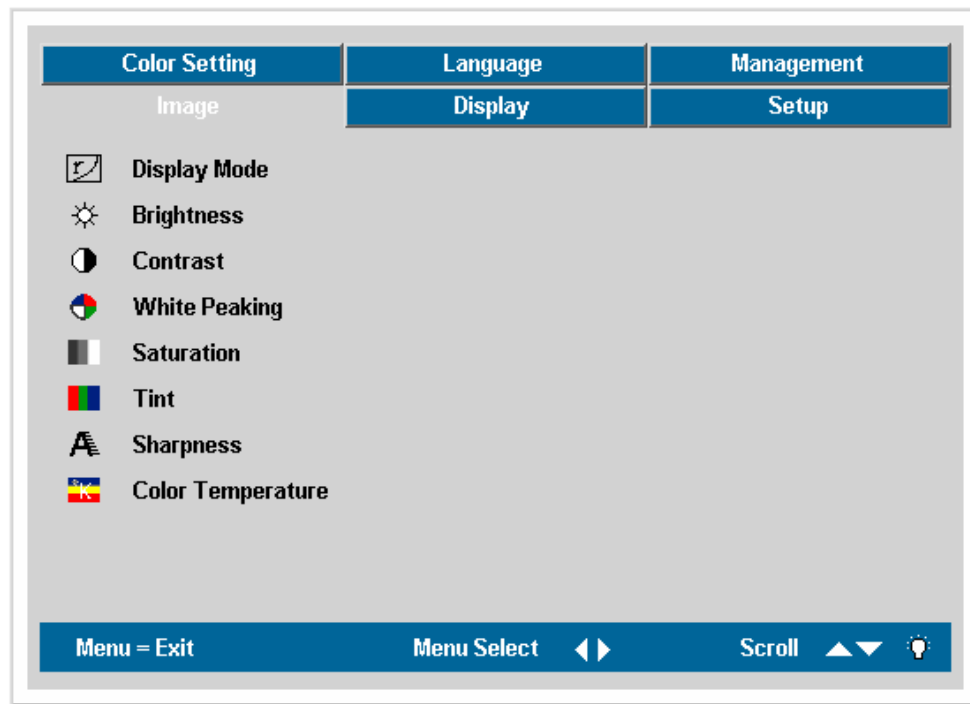 Color Setting Language Management
Image Display Setup
Display Mode
Brightness
Contrast
White Peaking
Saturation
Tint
Sharpness
Color Temperature
Menu = Exit Menu Select Scroll